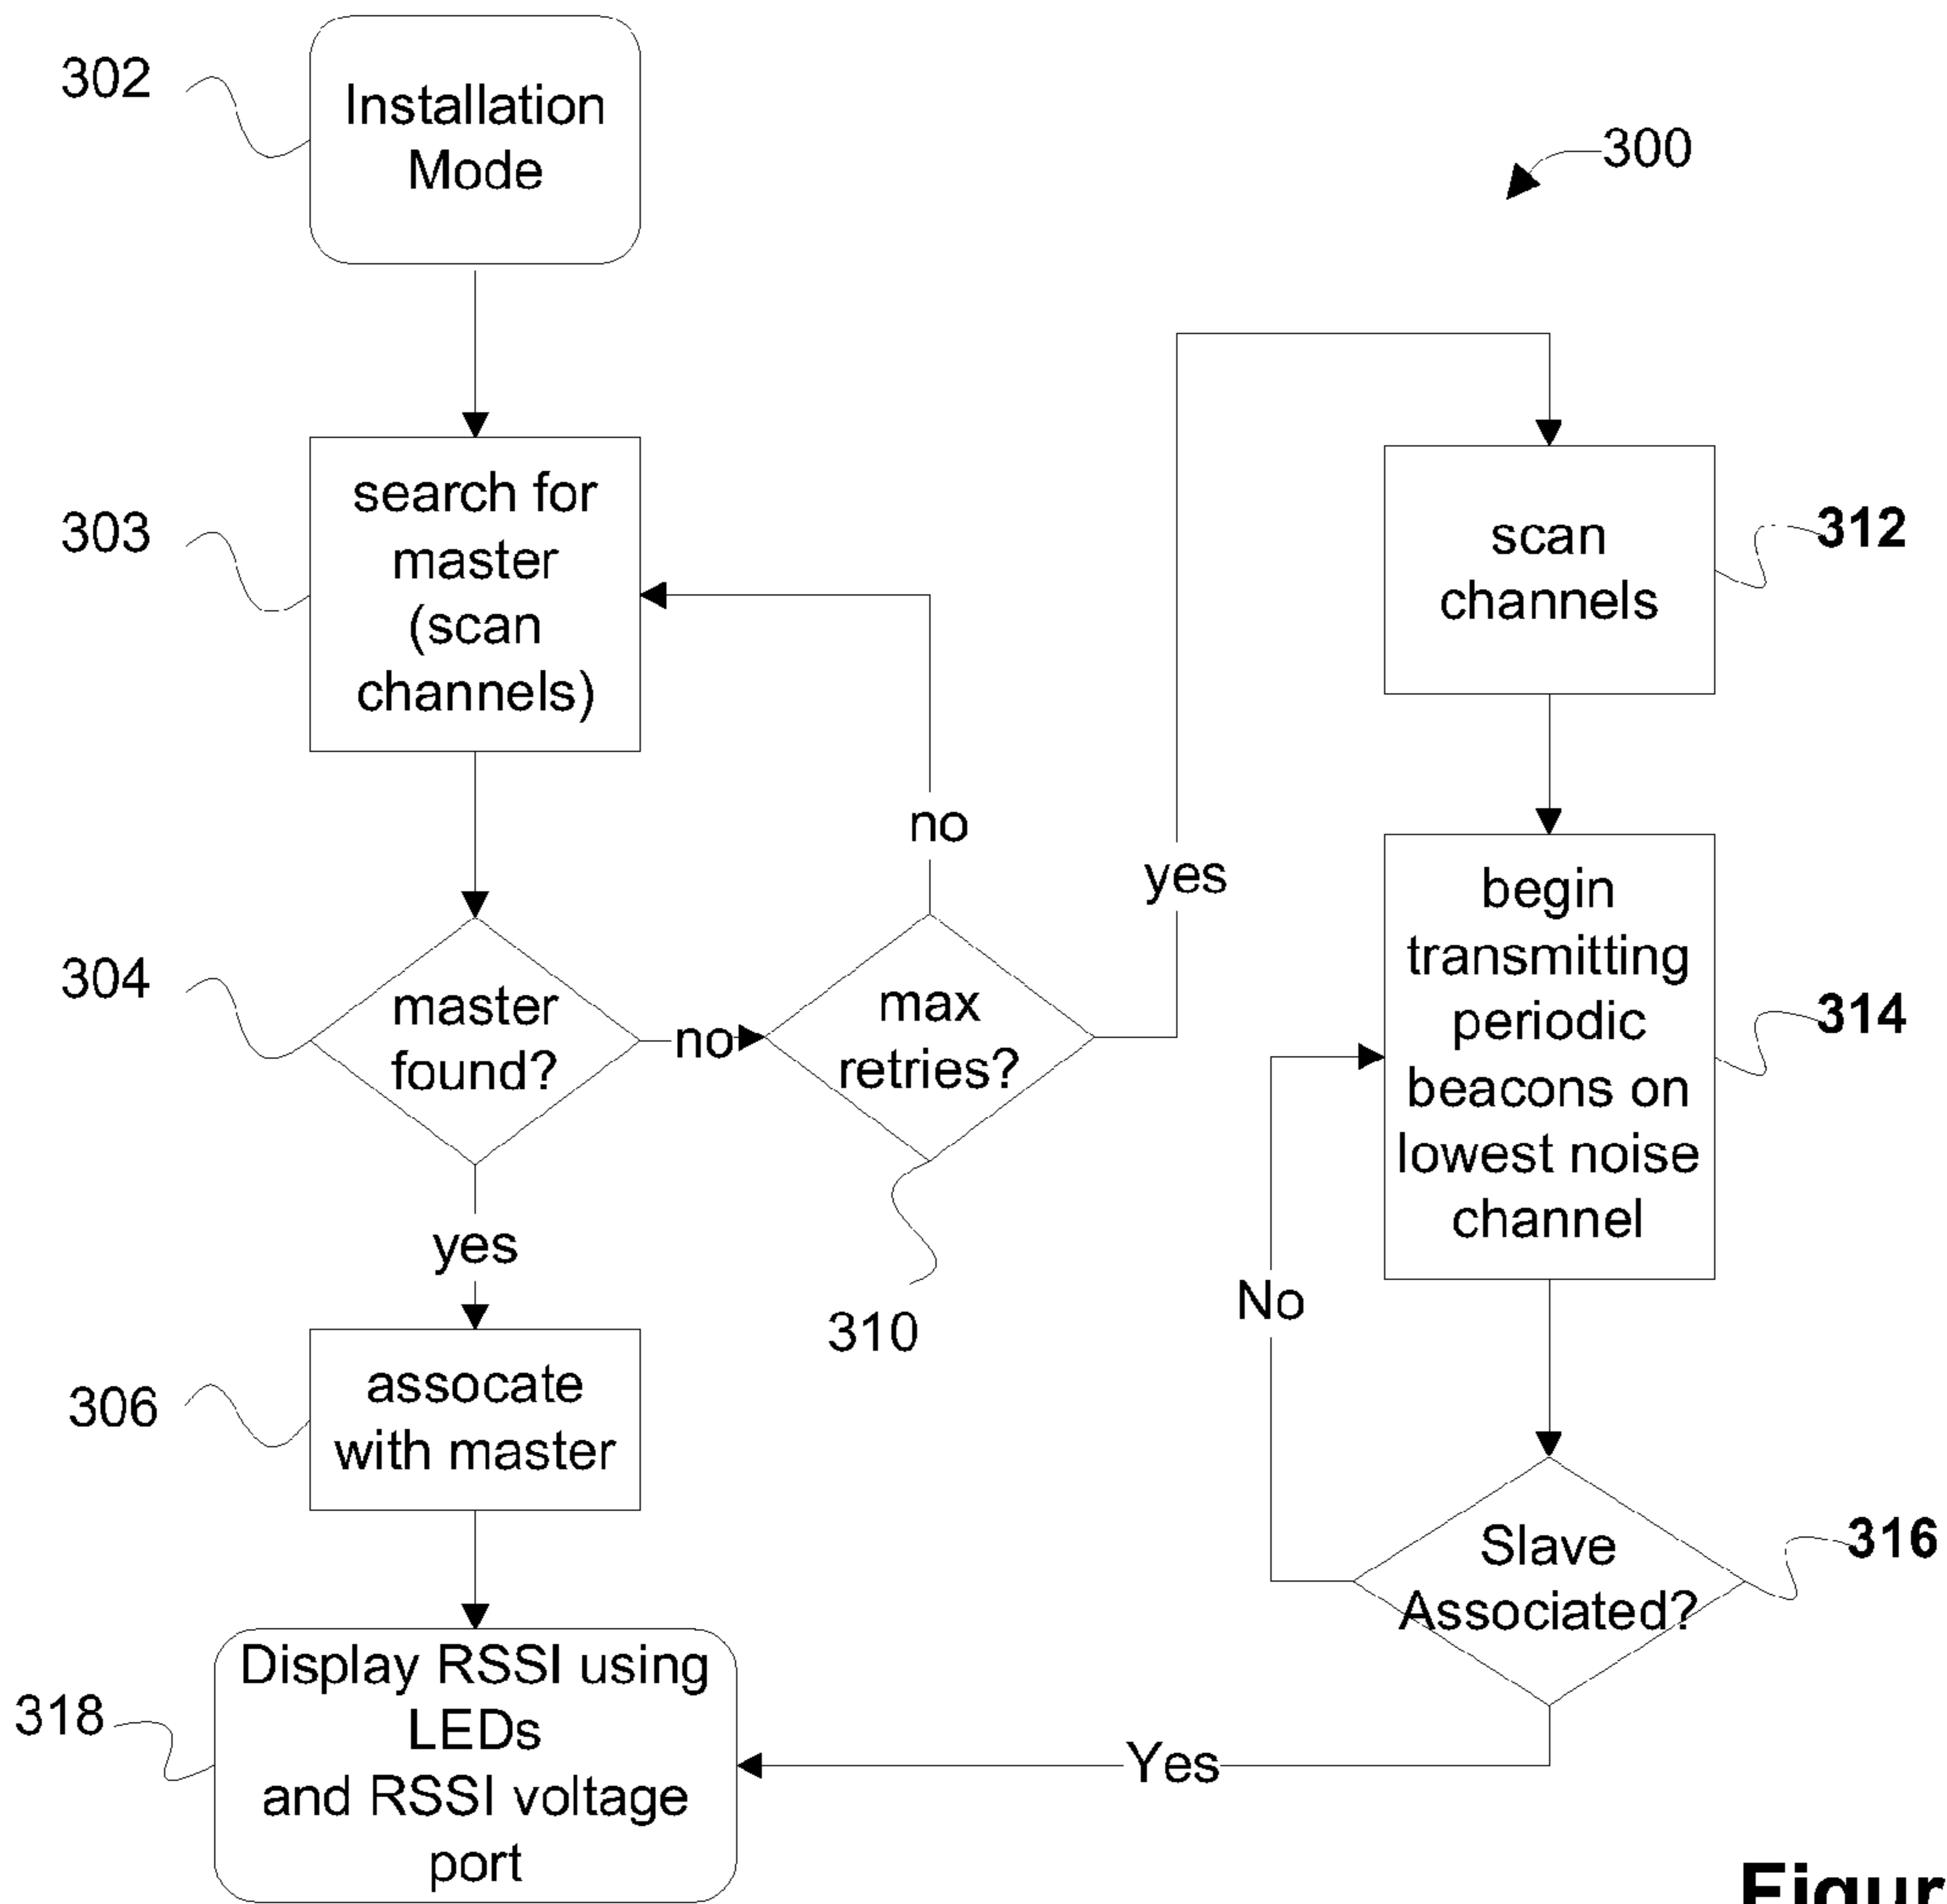 302
Installation
Mode
300
303
search for
master
(scan
channels)
312
scan
channels
no
yes
304
master
found?
no
max
retries?
310
314
begin
transmitting
periodic
beacons on
lowest noise
channel
yes
No
306
assocate
with master
316
Slave
Associated?
318
Display RSSI using
LEDs
and RSSI voltage
port
Yes
Figur